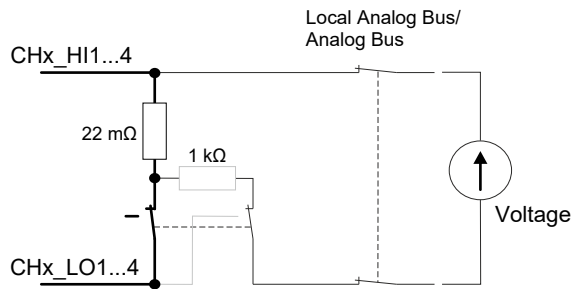 Local Analog Bus/
Analog Bus
CHx_HI1...4
22 mΩ
1 kΩ
Voltage
CHx_LO1...4